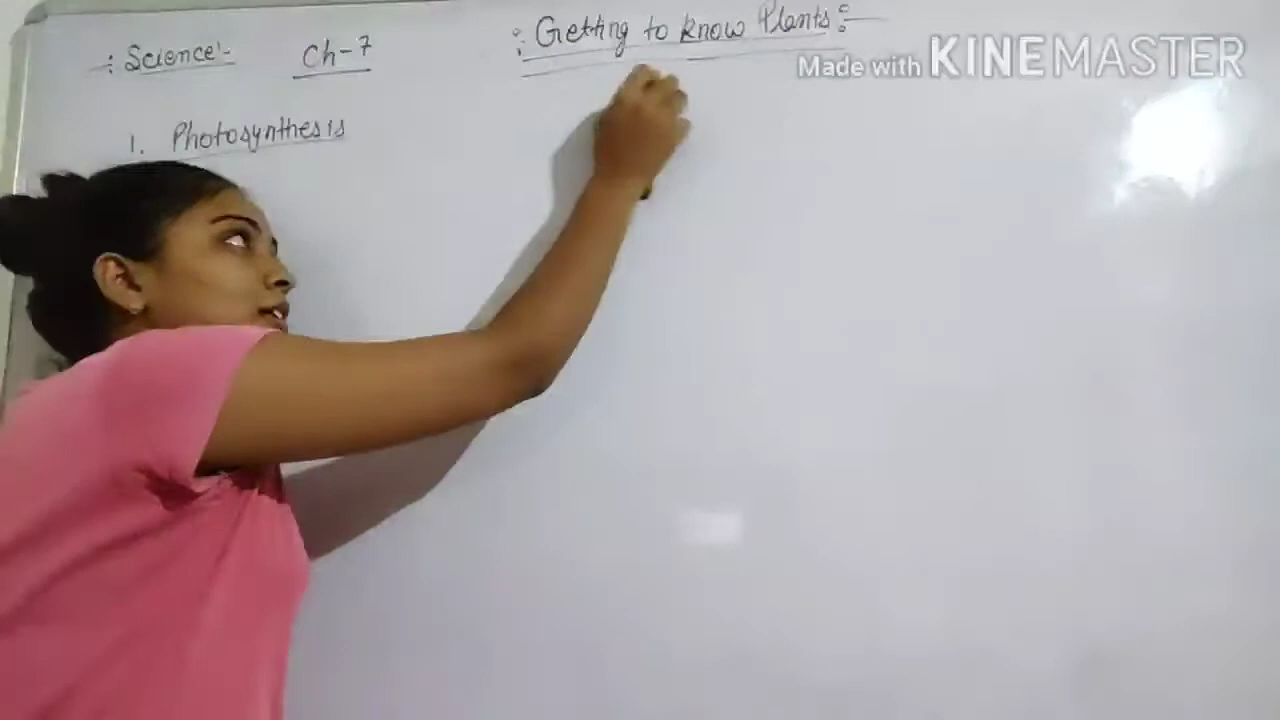 : Science:- Ch-7 : Getting to know Plants :-
Made with KINEMASTER
1. Photosynthesis